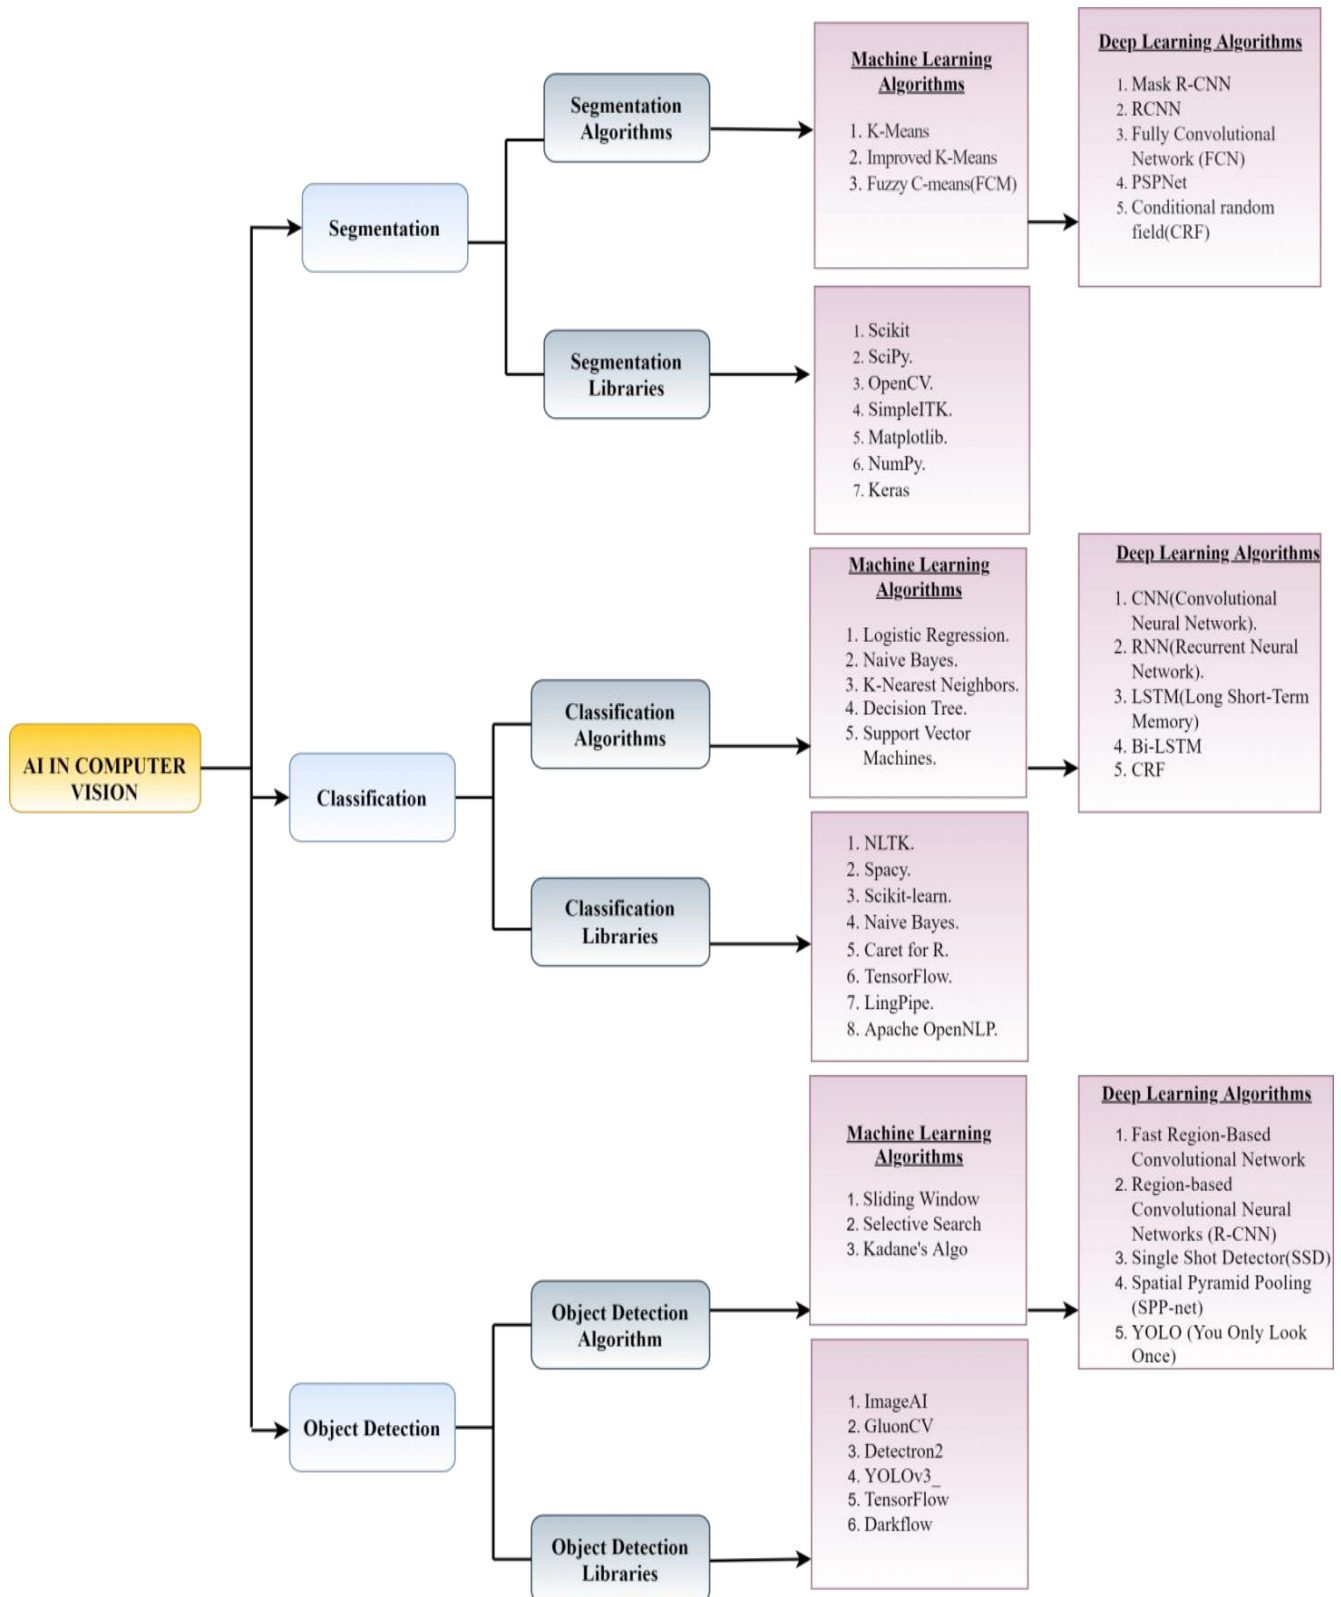 AI IN COMPUTER
VISION
Segmentation
Segmentation
Algorithms
Machine Learning
Algorithms
1. K-Means
2. Improved K-Means
3. Fuzzy C-means(FCM)
Deep Learning Algorithms
1. Mask R-CNN
2. RCNN
3. Fully Convolutional
Network (FCN)
4. PSPNet
5. Conditional random
field(CRF)
Segmentation
Libraries
1. Scikit
2. SciPy.
3. OpenCV.
4. SimpleITK.
5. Matplotlib.
6. NumPy.
7. Keras
Classification
Classification
Algorithms
Machine Learning
Algorithms
1. Logistic Regression.
2. Naive Bayes.
3. K-Nearest Neighbors.
4. Decision Tree.
5. Support Vector
Machines.
Deep Learning Algorithms
1. CNN(Convolutional
Neural Network).
2. RNN(Recurrent Neural
Network).
3. LSTM(Long Short-Term
Memory)
4. Bi-LSTM
5. CRF
Classification
Libraries
1. NLTK.
2. Spacy.
3. Scikit-learn.
4. Naive Bayes.
5. Caret for R.
6. TensorFlow.
7. LingPipe.
8. Apache OpenNLP.
Object Detection
Object Detection
Algorithm
Machine Learning
Algorithms
1. Sliding Window
2. Selective Search
3. Kadane's Algo
Deep Learning Algorithms
1. Fast Region-Based
Convolutional Network
2. Region-based
Convolutional Neural
Networks (R-CNN)
3. Single Shot Detector(SSD)
4. Spatial Pyramid Pooling
(SPP-net)
5. YOLO (You Only Look
Once)
Object Detection
Libraries
1. ImageAI
2. GluonCV
3. Detectron2
4. YOLOv3_
5. TensorFlow
6. Darkflow